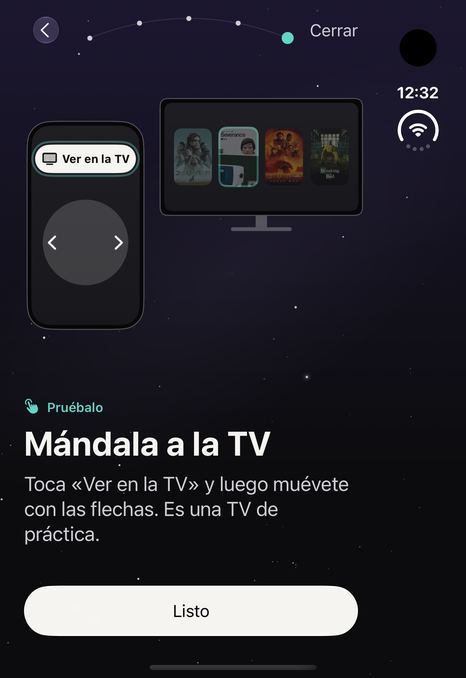 Cerrar
12:32
Ver en la TV
Severance
Pruébalo
Mándala a la TV
Toca «Ver en la TV» y luego muévete
con las flechas. Es una TV de
práctica.
Listo